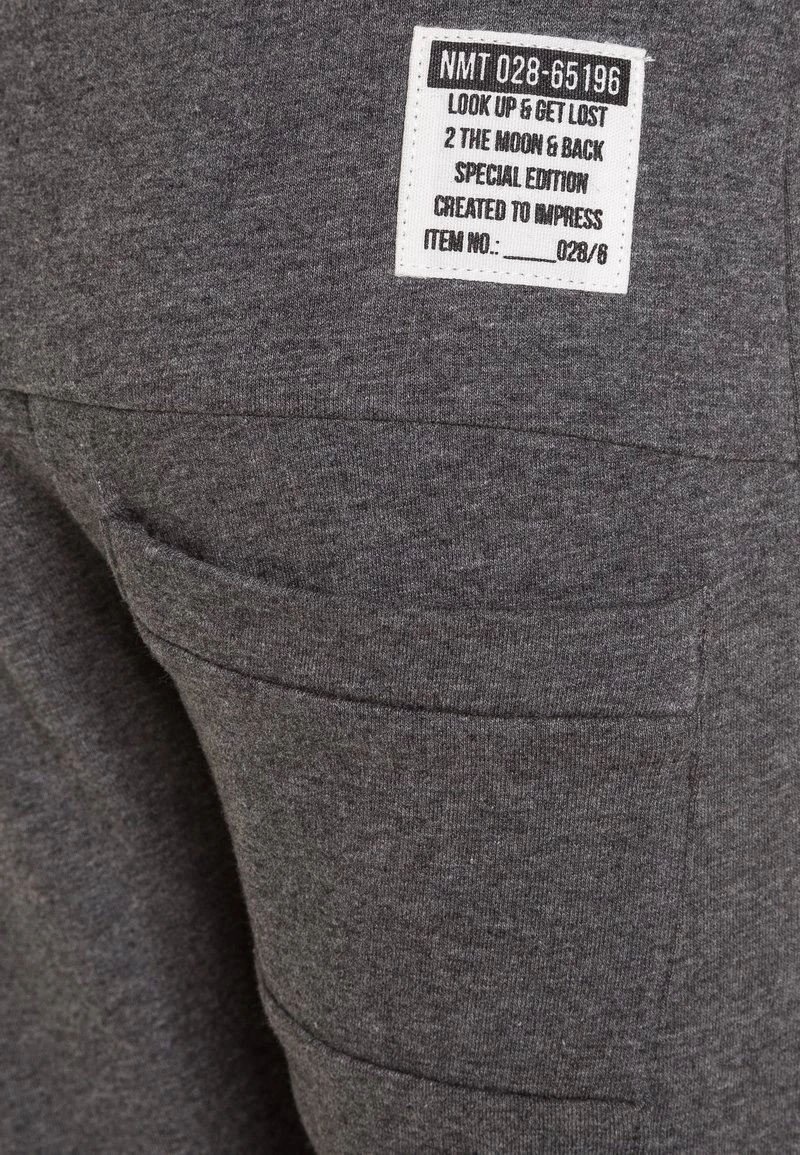 NMT 028-65196
LOOK UP & GET LOST
2 THE MOON & BACK
SPECIAL EDITION
CREATED TO IMPRESS
ITEM NO.: _____028/6